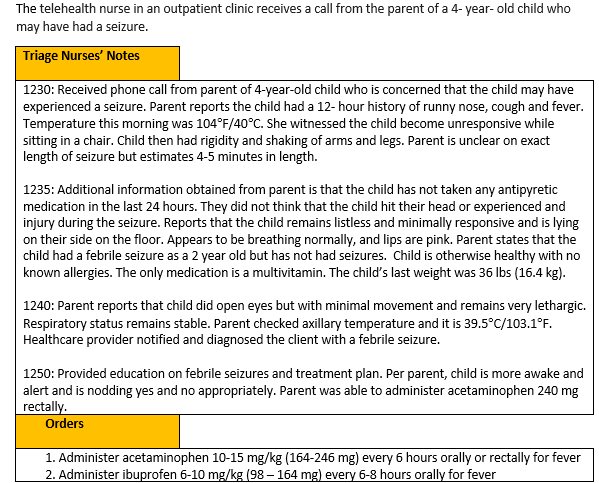 The telehealth nurse in an outpatient clinic receives a call from the parent of a 4- year- old child who
may have had a seizure.
Triage Nurses’ Notes
1230: Received phone call from parent of 4-year-old child who is concerned that the child may have
experienced a seizure. Parent reports the child had a 12- hour history of runny nose, cough and fever.
Temperature this morning was 104°F/40°C. She witnessed the child become unresponsive while
sitting in a chair. Child then had rigidity and shaking of arms and legs. Parent is unclear on exact
length of seizure but estimates 4-5 minutes in length.
1235: Additional information obtained from parent is that the child has not taken any antipyretic
medication in the last 24 hours. They did not think that the child hit their head or experienced and
injury during the seizure. Reports that the child remains listless and minimally responsive and is lying
on their side on the floor. Appears to be breathing normally, and lips are pink. Parent states that the
child had a febrile seizure as a 2 year old but has not had seizures.  Child is otherwise healthy with no
known allergies. The only medication is a multivitamin. The child’s last weight was 36 lbs (16.4 kg).
1240: Parent reports that child did open eyes but with minimal movement and remains very lethargic.
Respiratory status remains stable. Parent checked axillary temperature and it is 39.5°C/103.1°F.
Healthcare provider notified and diagnosed the client with a febrile seizure.
1250: Provided education on febrile seizures and treatment plan. Per parent, child is more awake and
alert and is nodding yes and no appropriately. Parent was able to administer acetaminophen 240 mg
rectally.
Orders
1. Administer acetaminophen 10-15 mg/kg (164-246 mg) every 6 hours orally or rectally for fever
2. Administer ibuprofen 6-10 mg/kg (98 – 164 mg) every 6-8 hours orally for fever